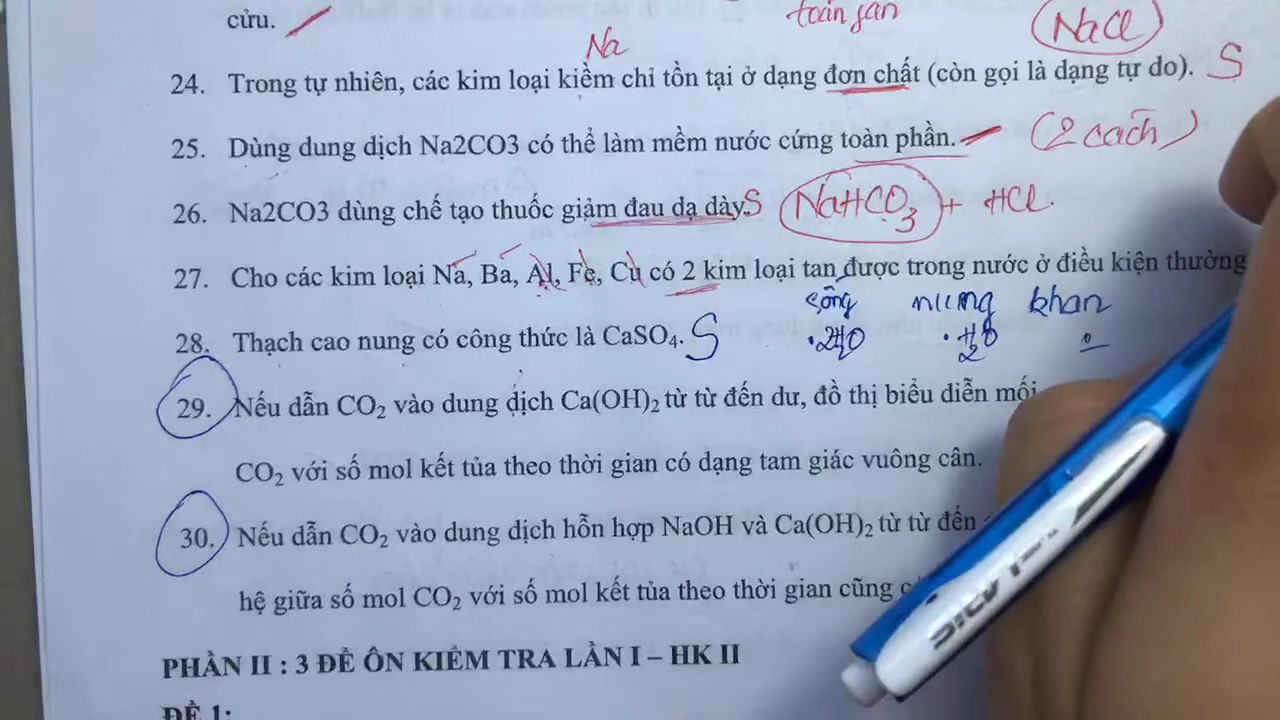 cửu. toàn phần NaCl
Na
24. Trong tự nhiên, các kim loại kiềm chỉ tồn tại ở dạng đơn chất (còn gọi là dạng tự do). S
25. Dùng dung dịch Na2CO3 có thể làm mềm nước cứng toàn phần. (2 cách)
26. Na2CO3 dùng chế tạo thuốc giảm đau dạ dày. S NaHCO3 + HCl.
27. Cho các kim loại Na, Ba, Al, Fe, Cu có 2 kim loại tan được trong nước ở điều kiện thường
sống nung khan
28. Thạch cao nung có công thức là CaSO4. S .2H2O .H2O 0
29. Nếu dẫn CO2 vào dung dịch Ca(OH)2 từ từ đến dư, đồ thị biểu diễn mối
CO2 với số mol kết tủa theo thời gian có dạng tam giác vuông cân.
30. Nếu dẫn CO2 vào dung dịch hỗn hợp NaOH và Ca(OH)2 từ từ đến
hệ giữa số mol CO2 với số mol kết tủa theo thời gian cũng
PHẦN II : 3 ĐỀ ÔN KIỂM TRA LẦN I – HK II
ĐỀ 1: